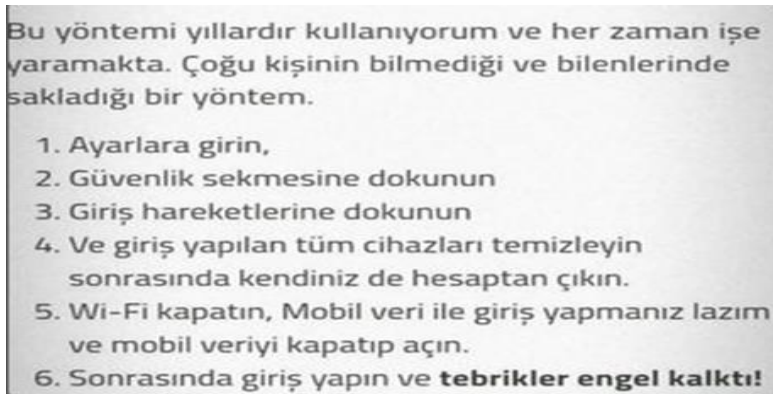 Bu yöntemi yıllardır kullanıyorum ve her zaman işe
yaramakta. Çoğu kişinin bilmediği ve bilenlerinde
sakladığı bir yöntem.
1. Ayarlara girin,
2. Güvenlik sekmesine dokunun
3. Giriş hareketlerine dokunun
4. Ve giriş yapılan tüm cihazları temizleyin
sonrasında kendiniz de hesaptan çıkın.
5. Wi-Fi kapatın, Mobil veri ile giriş yapmanız lazım
ve mobil veriyi kapatıp açın.
6. Sonrasında giriş yapın ve tebrikler engel kalktı!